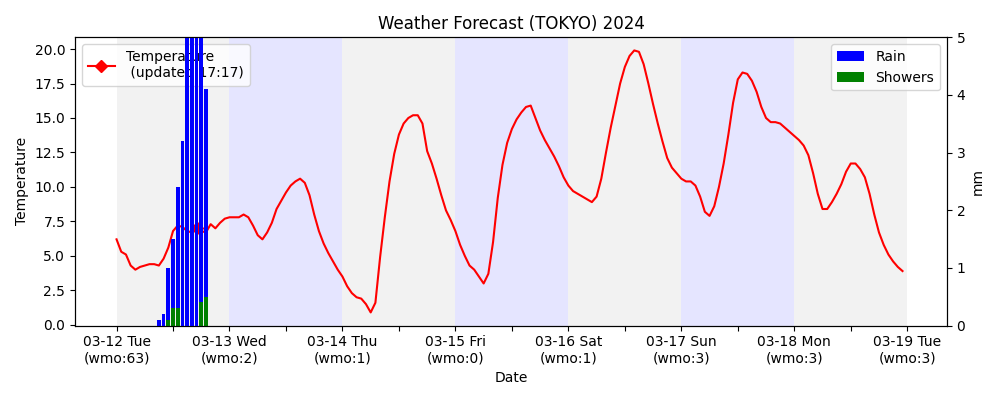 Weather Forecast (TOKYO) 2024
Temperature
(updated 17:17)
Rain
Showers
20.0
17.5
15.0
12.5
10.0
7.5
5.0
2.5
0.0
Temperature
5
4
3
2
1
0
mm
03-12 Tue
(wmo:63)
03-13 Wed
(wmo:2)
03-14 Thu
(wmo:1)
03-15 Fri
(wmo:0)
03-16 Sat
(wmo:1)
03-17 Sun
(wmo:3)
03-18 Mon
(wmo:3)
03-19 Tue
(wmo:3)
Date